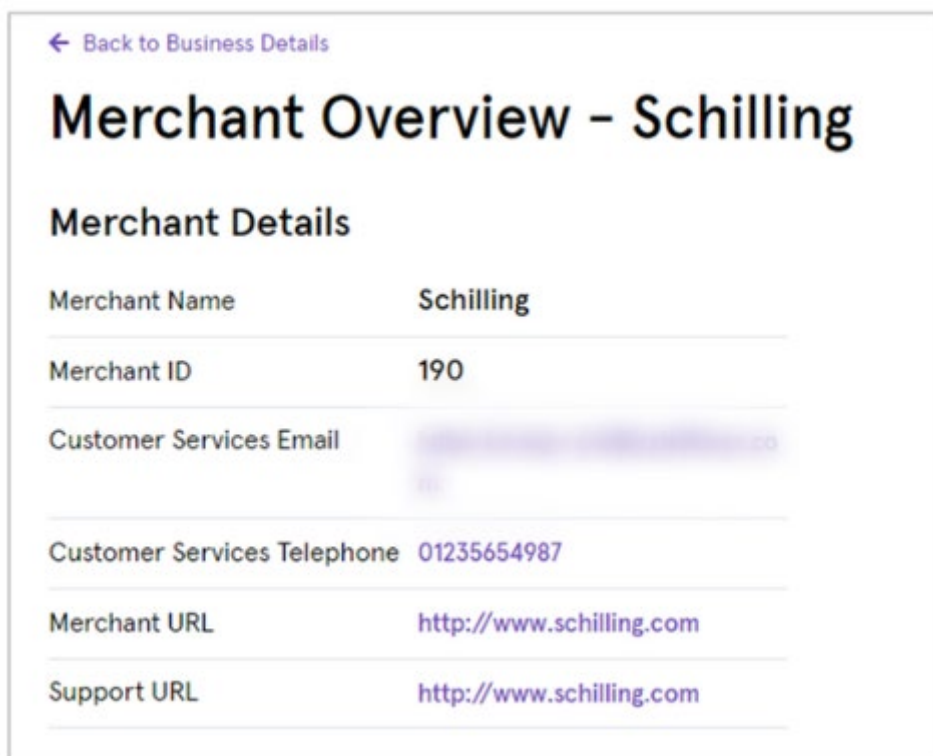 ← Back to Business Details
Merchant Overview - Schilling
Merchant Details
Merchant Name Schilling
Merchant ID 190
Customer Services Email
Customer Services Telephone 01235654987
Merchant URL http://www.schilling.com
Support URL http://www.schilling.com